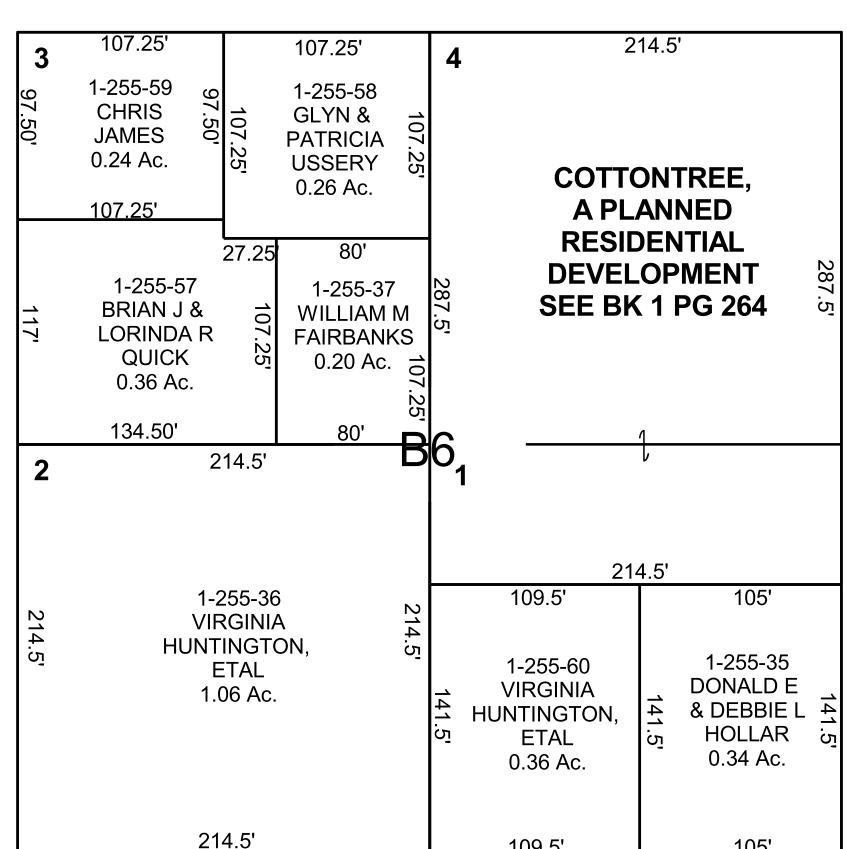 3
107.25'
97.50'
1-255-59
CHRIS
JAMES
0.24 Ac.
97.50'
107.25'
107.25'
107.25'
1-255-58
GLYN &
PATRICIA
USSERY
0.26 Ac.
107.25'
4
214.5'
COTTONTREE,
A PLANNED
RESIDENTIAL
DEVELOPMENT
SEE BK 1 PG 264
287.5'
287.5'
27.25'
117'
1-255-57
BRIAN J &
LORINDA R
QUICK
0.36 Ac.
107.25'
134.50'
80'
1-255-37
WILLIAM M
FAIRBANKS
0.20 Ac.
107.25'
80'
B6
1
2
214.5'
214.5'
1-255-36
VIRGINIA
HUNTINGTON,
ETAL
1.06 Ac.
214.5'
214.5'
214.5'
109.5'
141.5'
1-255-60
VIRGINIA
HUNTINGTON,
ETAL
0.36 Ac.
141.5'
109.5'
105'
1-255-35
DONALD E
& DEBBIE L
HOLLAR
0.34 Ac.
141.5'
105'